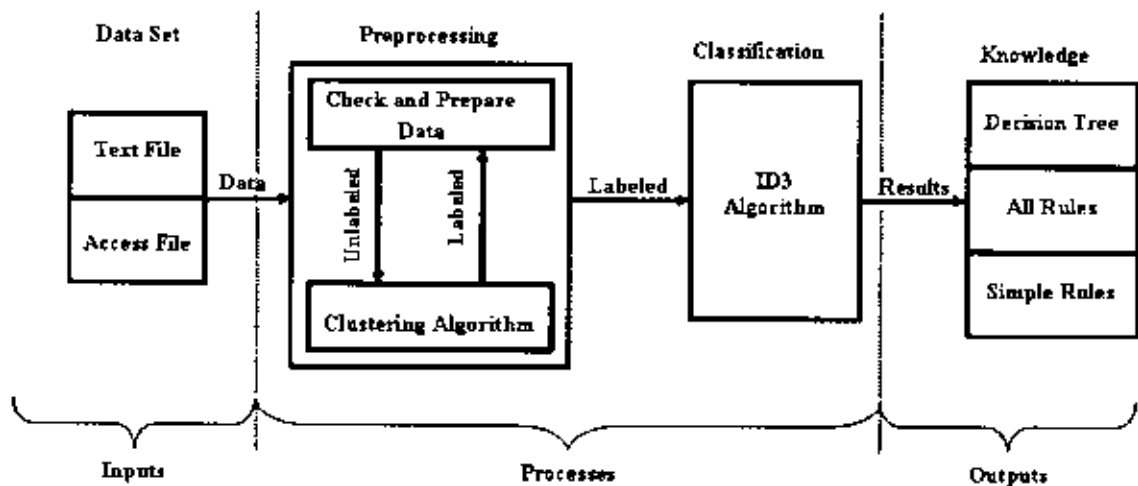 Data Set
Preprocessing
Classification
Knowledge
Text File
Access File
Data
Check and Prepare
Data
Unlabeled
Labeled
Clustering Algorithm
Labeled
ID3
Algorithm
Results
Decision Tree
All Rules
Simple Rules
Inputs
Processes
Outputs